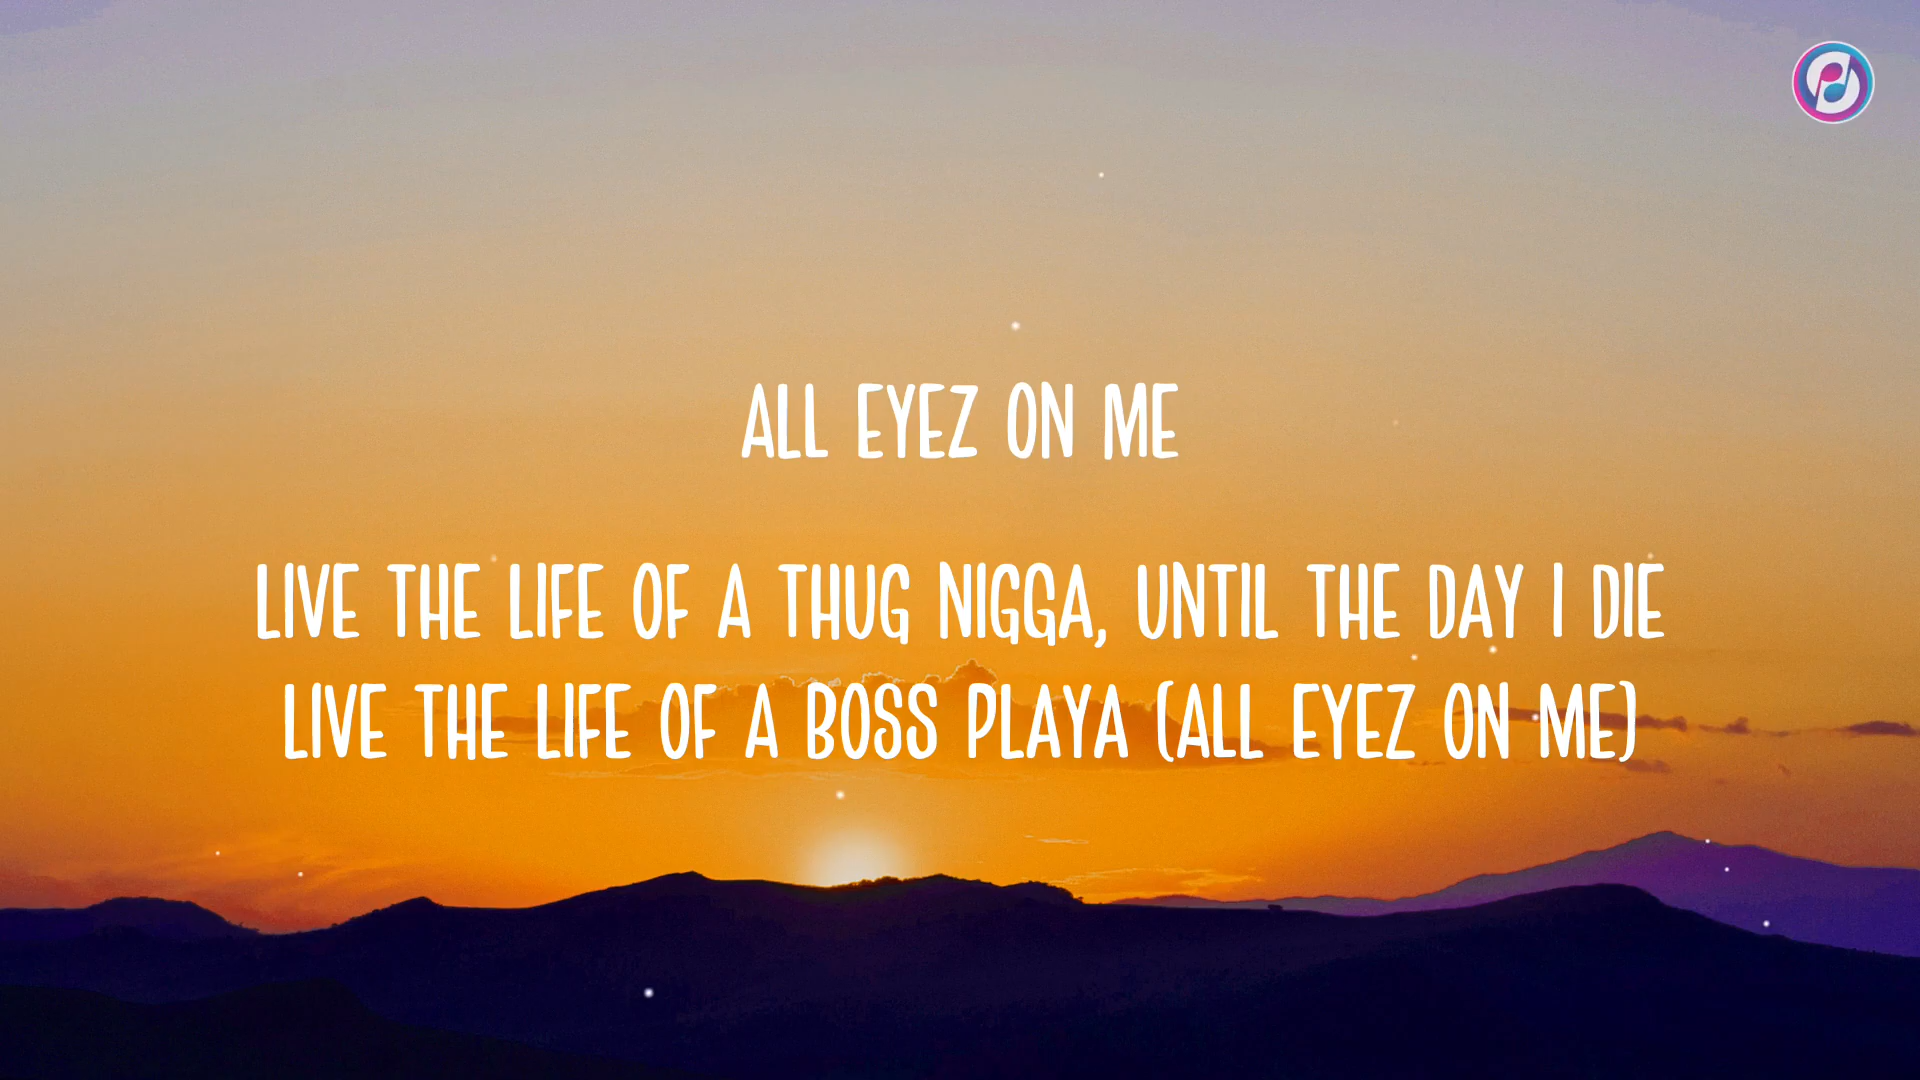 ALL EYEZ ON ME
LIVE THE LIFE OF A THUG NIGGA, UNTIL THE DAY I DIE
LIVE THE LIFE OF A BOSS PLAYA (ALL EYEZ ON ME)